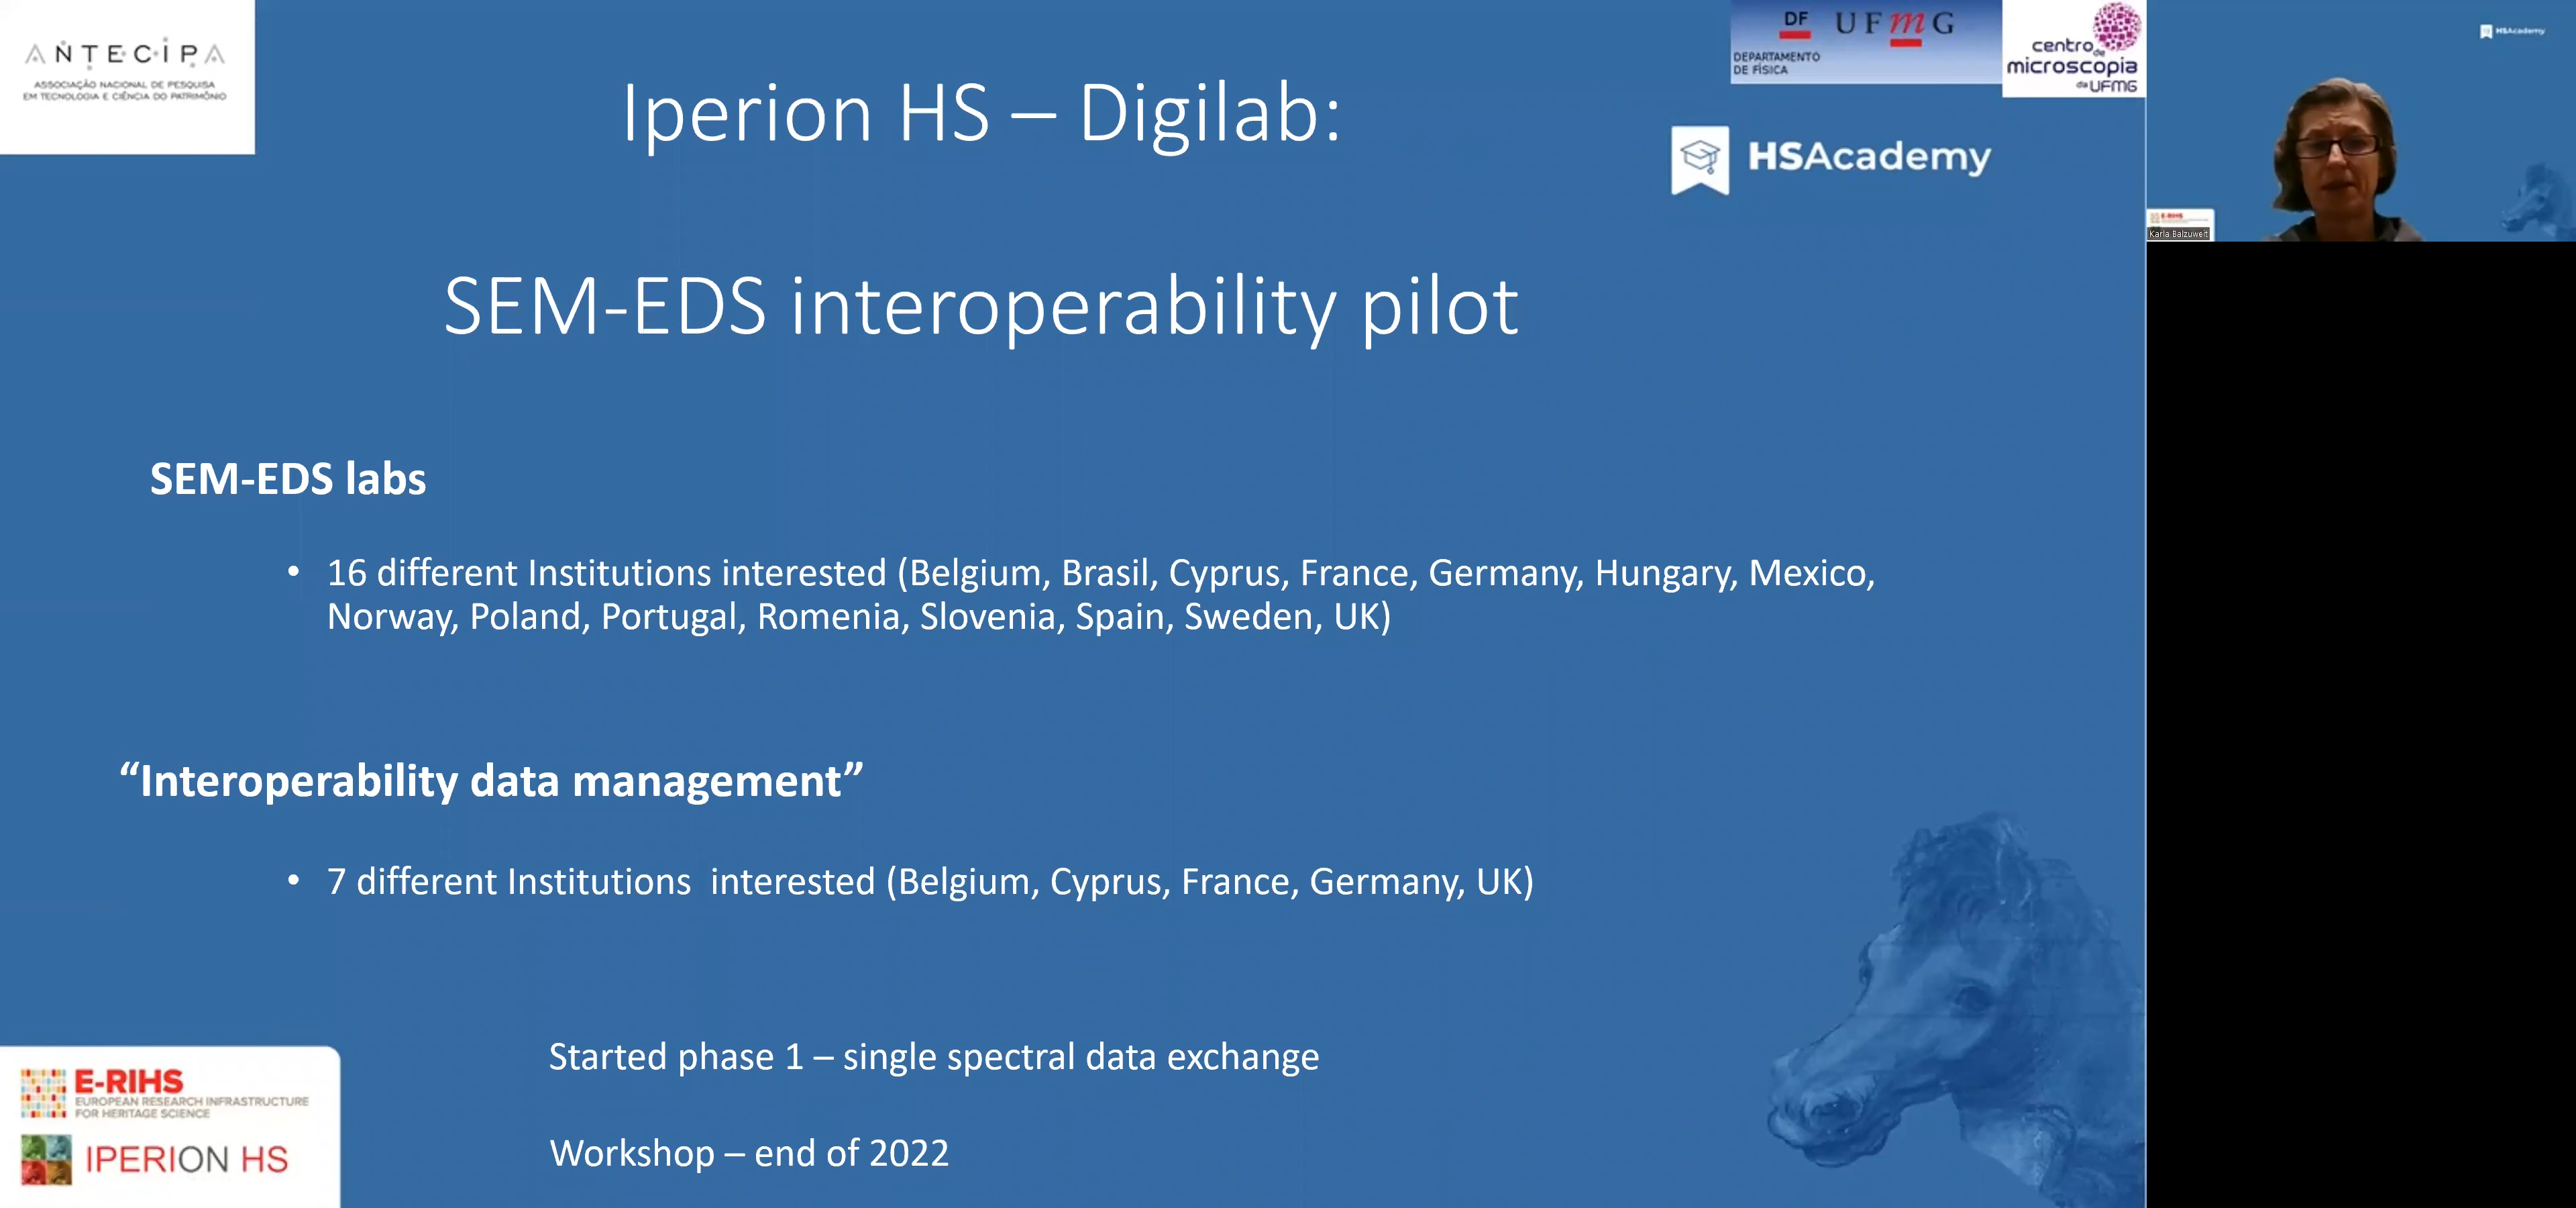 ANTECIPA
ASSOCIAÇÃO NACIONAL DE PESQUISA
EM TECNOLOGIA E CIÊNCIA DO PATRIMÔNIO
DF UFmG
DEPARTAMENTO
DE FÍSICA
centro de
microscopia
da UFMG
HSAcademy
Iperion HS – Digilab:
HSAcademy
SEM-EDS interoperability pilot
E-RIHS
Karla Balzuweit
SEM-EDS labs
• 16 different Institutions interested (Belgium, Brasil, Cyprus, France, Germany, Hungary, Mexico,
Norway, Poland, Portugal, Romenia, Slovenia, Spain, Sweden, UK)
“Interoperability data management”
• 7 different Institutions  interested (Belgium, Cyprus, France, Germany, UK)
Started phase 1 – single spectral data exchange
Workshop – end of 2022
E-RIHS
EUROPEAN RESEARCH INFRASTRUCTURE
FOR HERITAGE SCIENCE
IPERION HS